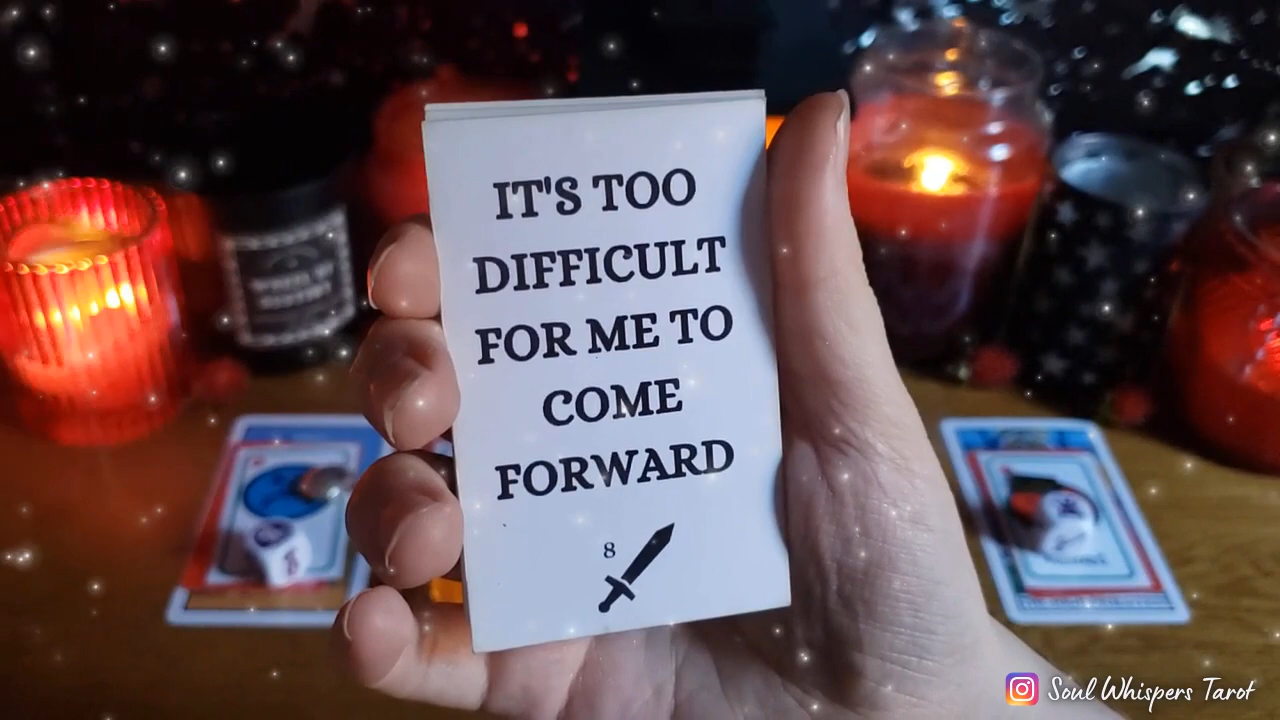 IT'S TOO
DIFFICULT
FOR ME TO
COME
FORWARD
8
Soul Whispers Tarot